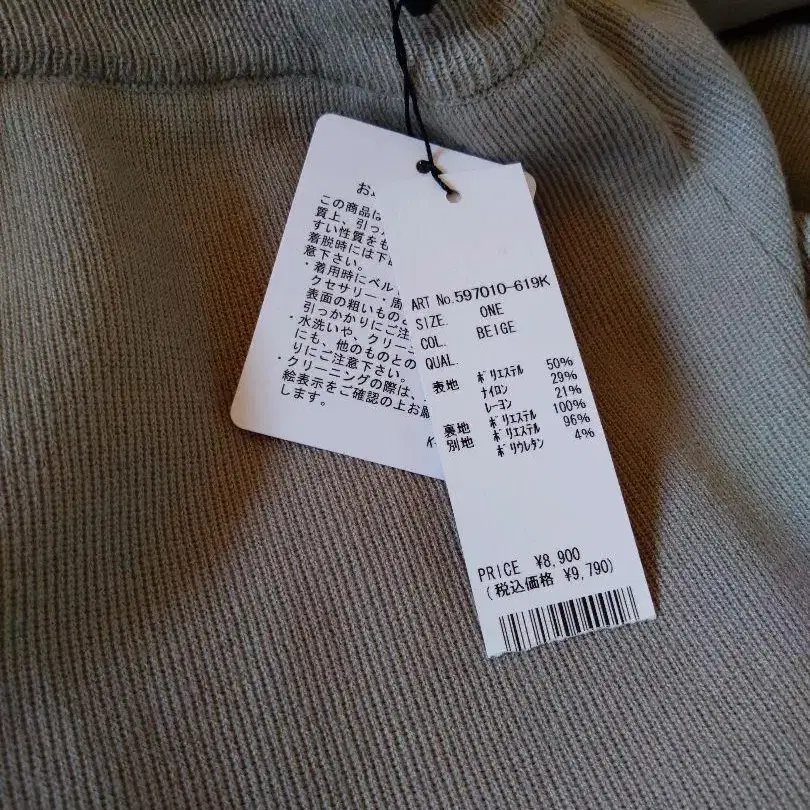 この商品は
質上、引っ
すい性質をも
着脱時には下
意下さい。
・着用時にベル
クセサリー・周
表面の粗いもの
引っかかりにご注
・水洗いや、クリーニ
にも、他のものとの
りにご注意下さい。
・クリーニングの際は、
絵表示をご確認の上お
します。
ART No.597010-619K
SIZE. ONE
COL. BEIGE
QUAL.
表地 ポリエステル 50%
ナイロン 29%
レーヨン 21%
裏地 ポリエステル 100%
別地 ポリエステル 96%
ポリウレタン 4%
PRICE ¥8,900
(税込価格 ¥9,790)